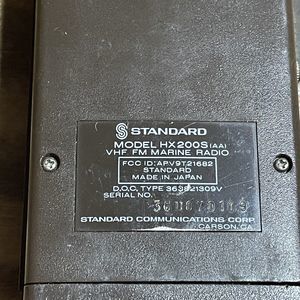 STANDARD
MODEL HX200S(AA)
VHF FM MARINE RADIO
FCC ID: APV9T21682
STANDARD
MADE IN JAPAN
D.O.C. TYPE 363821309V
SERIAL NO.
STANDARD COMMUNICATIONS CORP.
CARSON, CA.